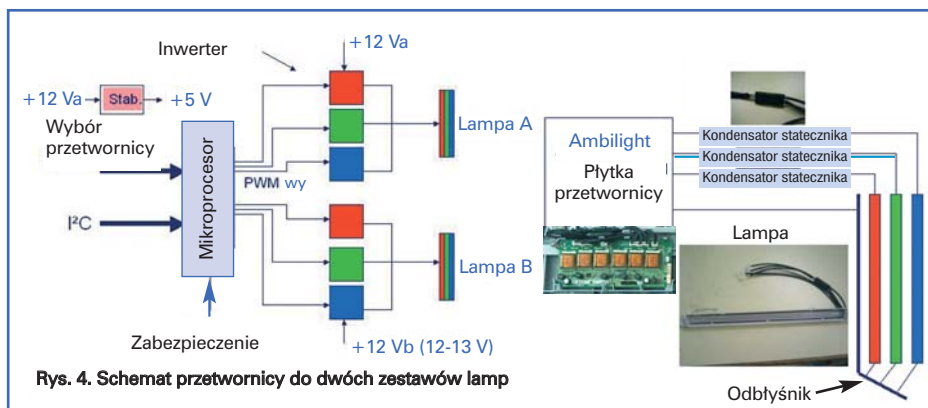 Inwerter
+12 Va
+12 Va
Stab.
+5 V
Wybór
przetwornicy
I²C
Mikroprocesor
PWM wy
Zabezpieczenie
Lampa A
Lampa B
+12 Vb (12-13 V)
Ambilight
Płytka
przetwornicy
Kondensator statecznika
Kondensator statecznika
Kondensator statecznika
Lampa
Odbłyśnik
Rys. 4. Schemat przetwornicy do dwóch zestawów lamp